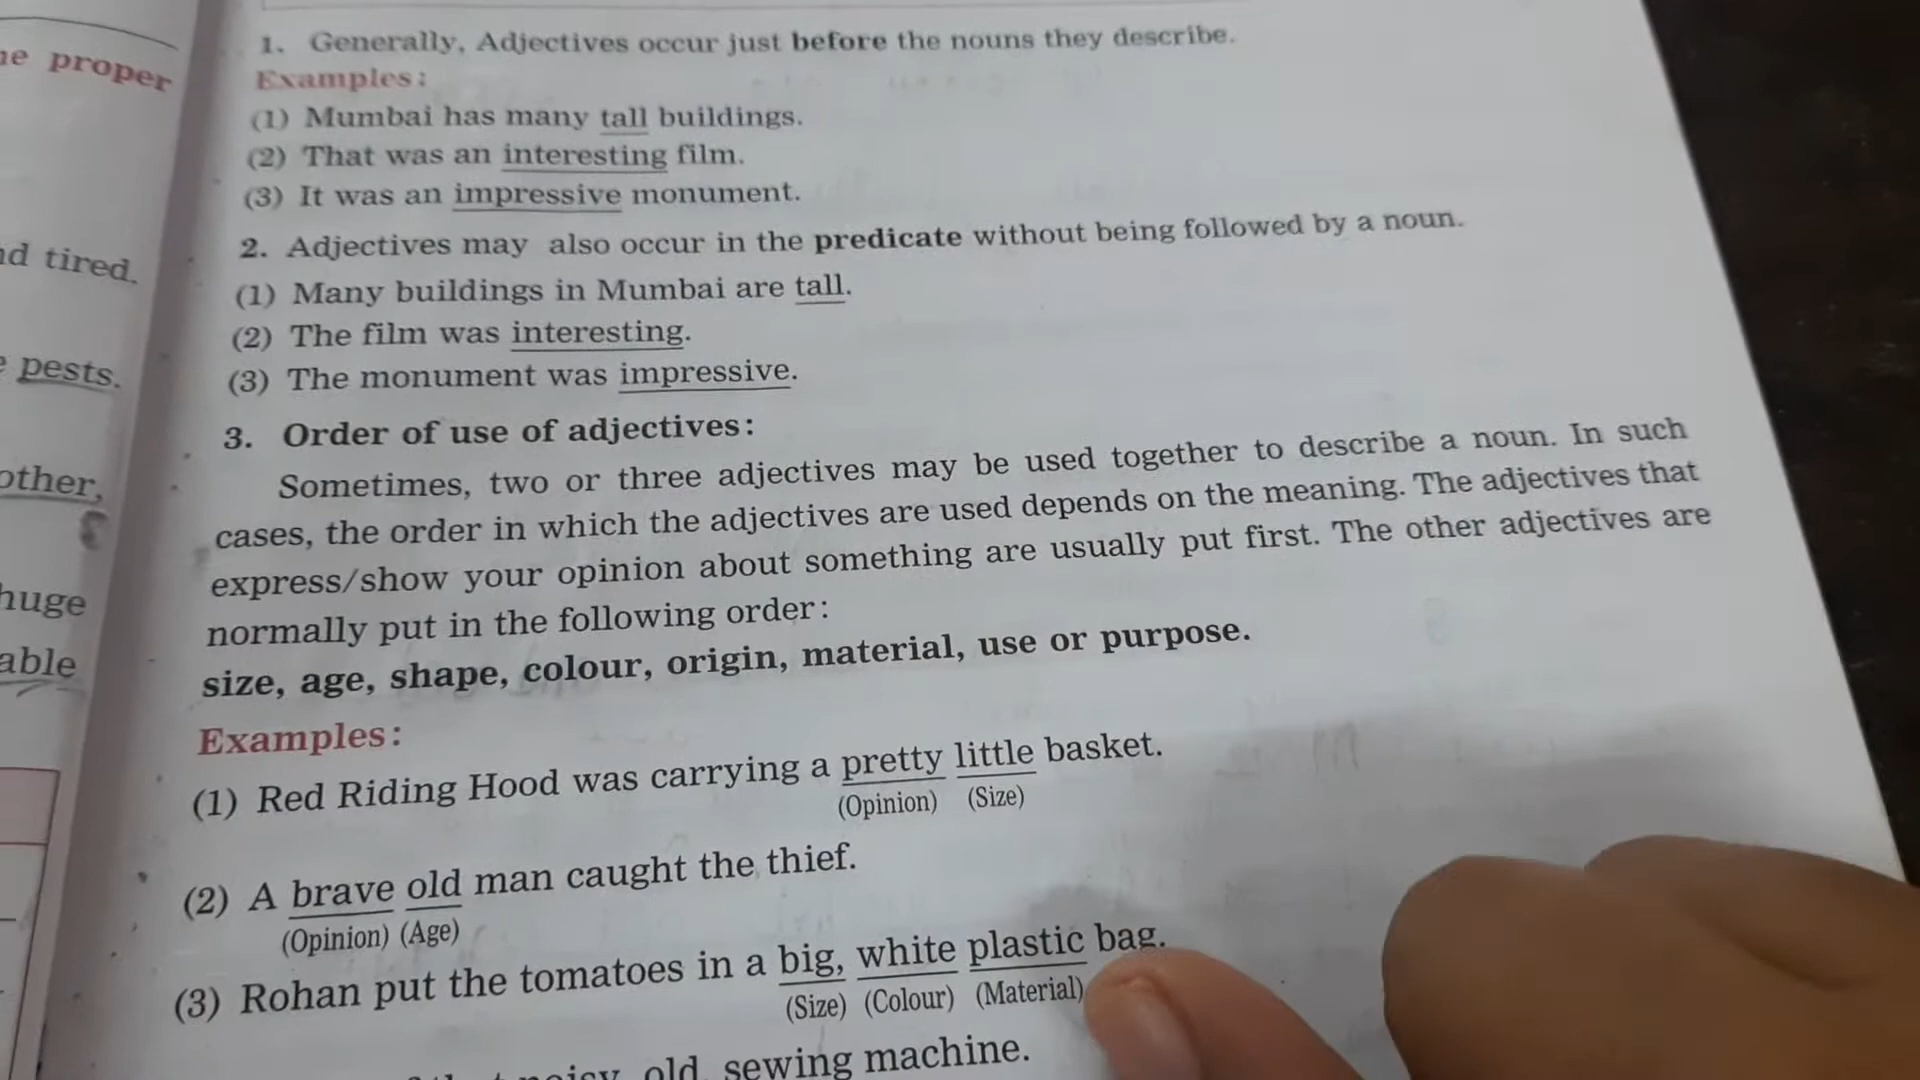 ne proper
nd tired.
pests.
other,
huge
able
1. Generally, Adjectives occur just before the nouns they describe.
Examples:
(1) Mumbai has many tall buildings.
(2) That was an interesting film.
(3) It was an impressive monument.
2. Adjectives may also occur in the predicate without being followed by a noun.
(1) Many buildings in Mumbai are tall.
(2) The film was interesting.
(3) The monument was impressive.
3. Order of use of adjectives:
Sometimes, two or three adjectives may be used together to describe a noun. In such
cases, the order in which the adjectives are used depends on the meaning. The adjectives that
express/show your opinion about something are usually put first. The other adjectives are
normally put in the following order:
size, age, shape, colour, origin, material, use or purpose.
Examples:
(1) Red Riding Hood was carrying a pretty little basket.
(Opinion) (Size)
(2) A brave old man caught the thief.
(Opinion) (Age)
(3) Rohan put the tomatoes in a big, white plastic bag.
(Size) (Colour) (Material)
noisy, old, sewing machine.